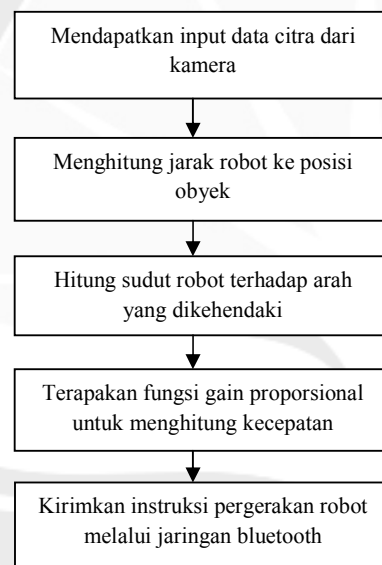 Mendapatkan input data citra dari
kamera
Menghitung jarak robot ke posisi
obyek
Hitung sudut robot terhadap arah
yang dikehendaki
Terapakan fungsi gain proporsional
untuk menghitung kecepatan
Kirimkan instruksi pergerakan robot
melalui jaringan bluetooth